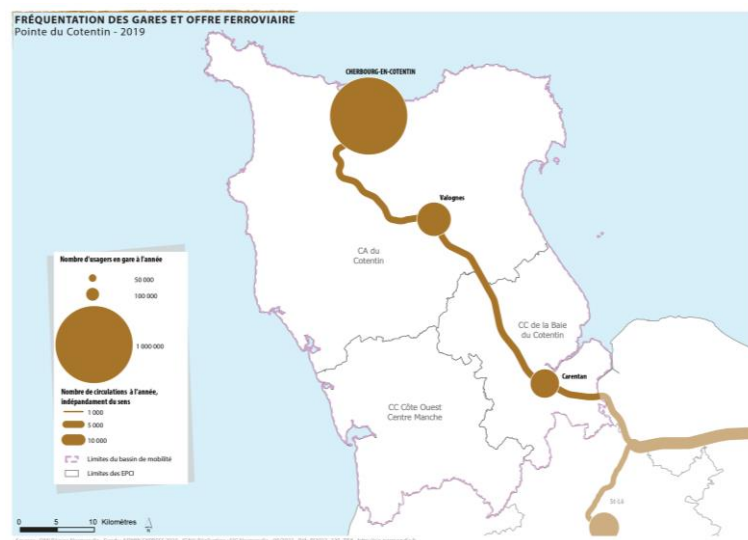 FRÉQUENTATION DES GARES ET OFFRE FERROVIAIRE
Pointe du Cotentin - 2019
CHERBOURG-EN-COTENTIN
Valognes
CA du
Cotentin
CC de la Baie
du Cotentin
Carentan
CC Côte Ouest
Centre Manche
Nombre d'usagers en gare à l'année
50 000
100 000
1 000 000
Nombre de circulations à l'année,
indépendamment du sens
1 000
5 000
10 000
Limites du bassin de mobilité
Limites des EPCI
0 5 10 Kilomètres